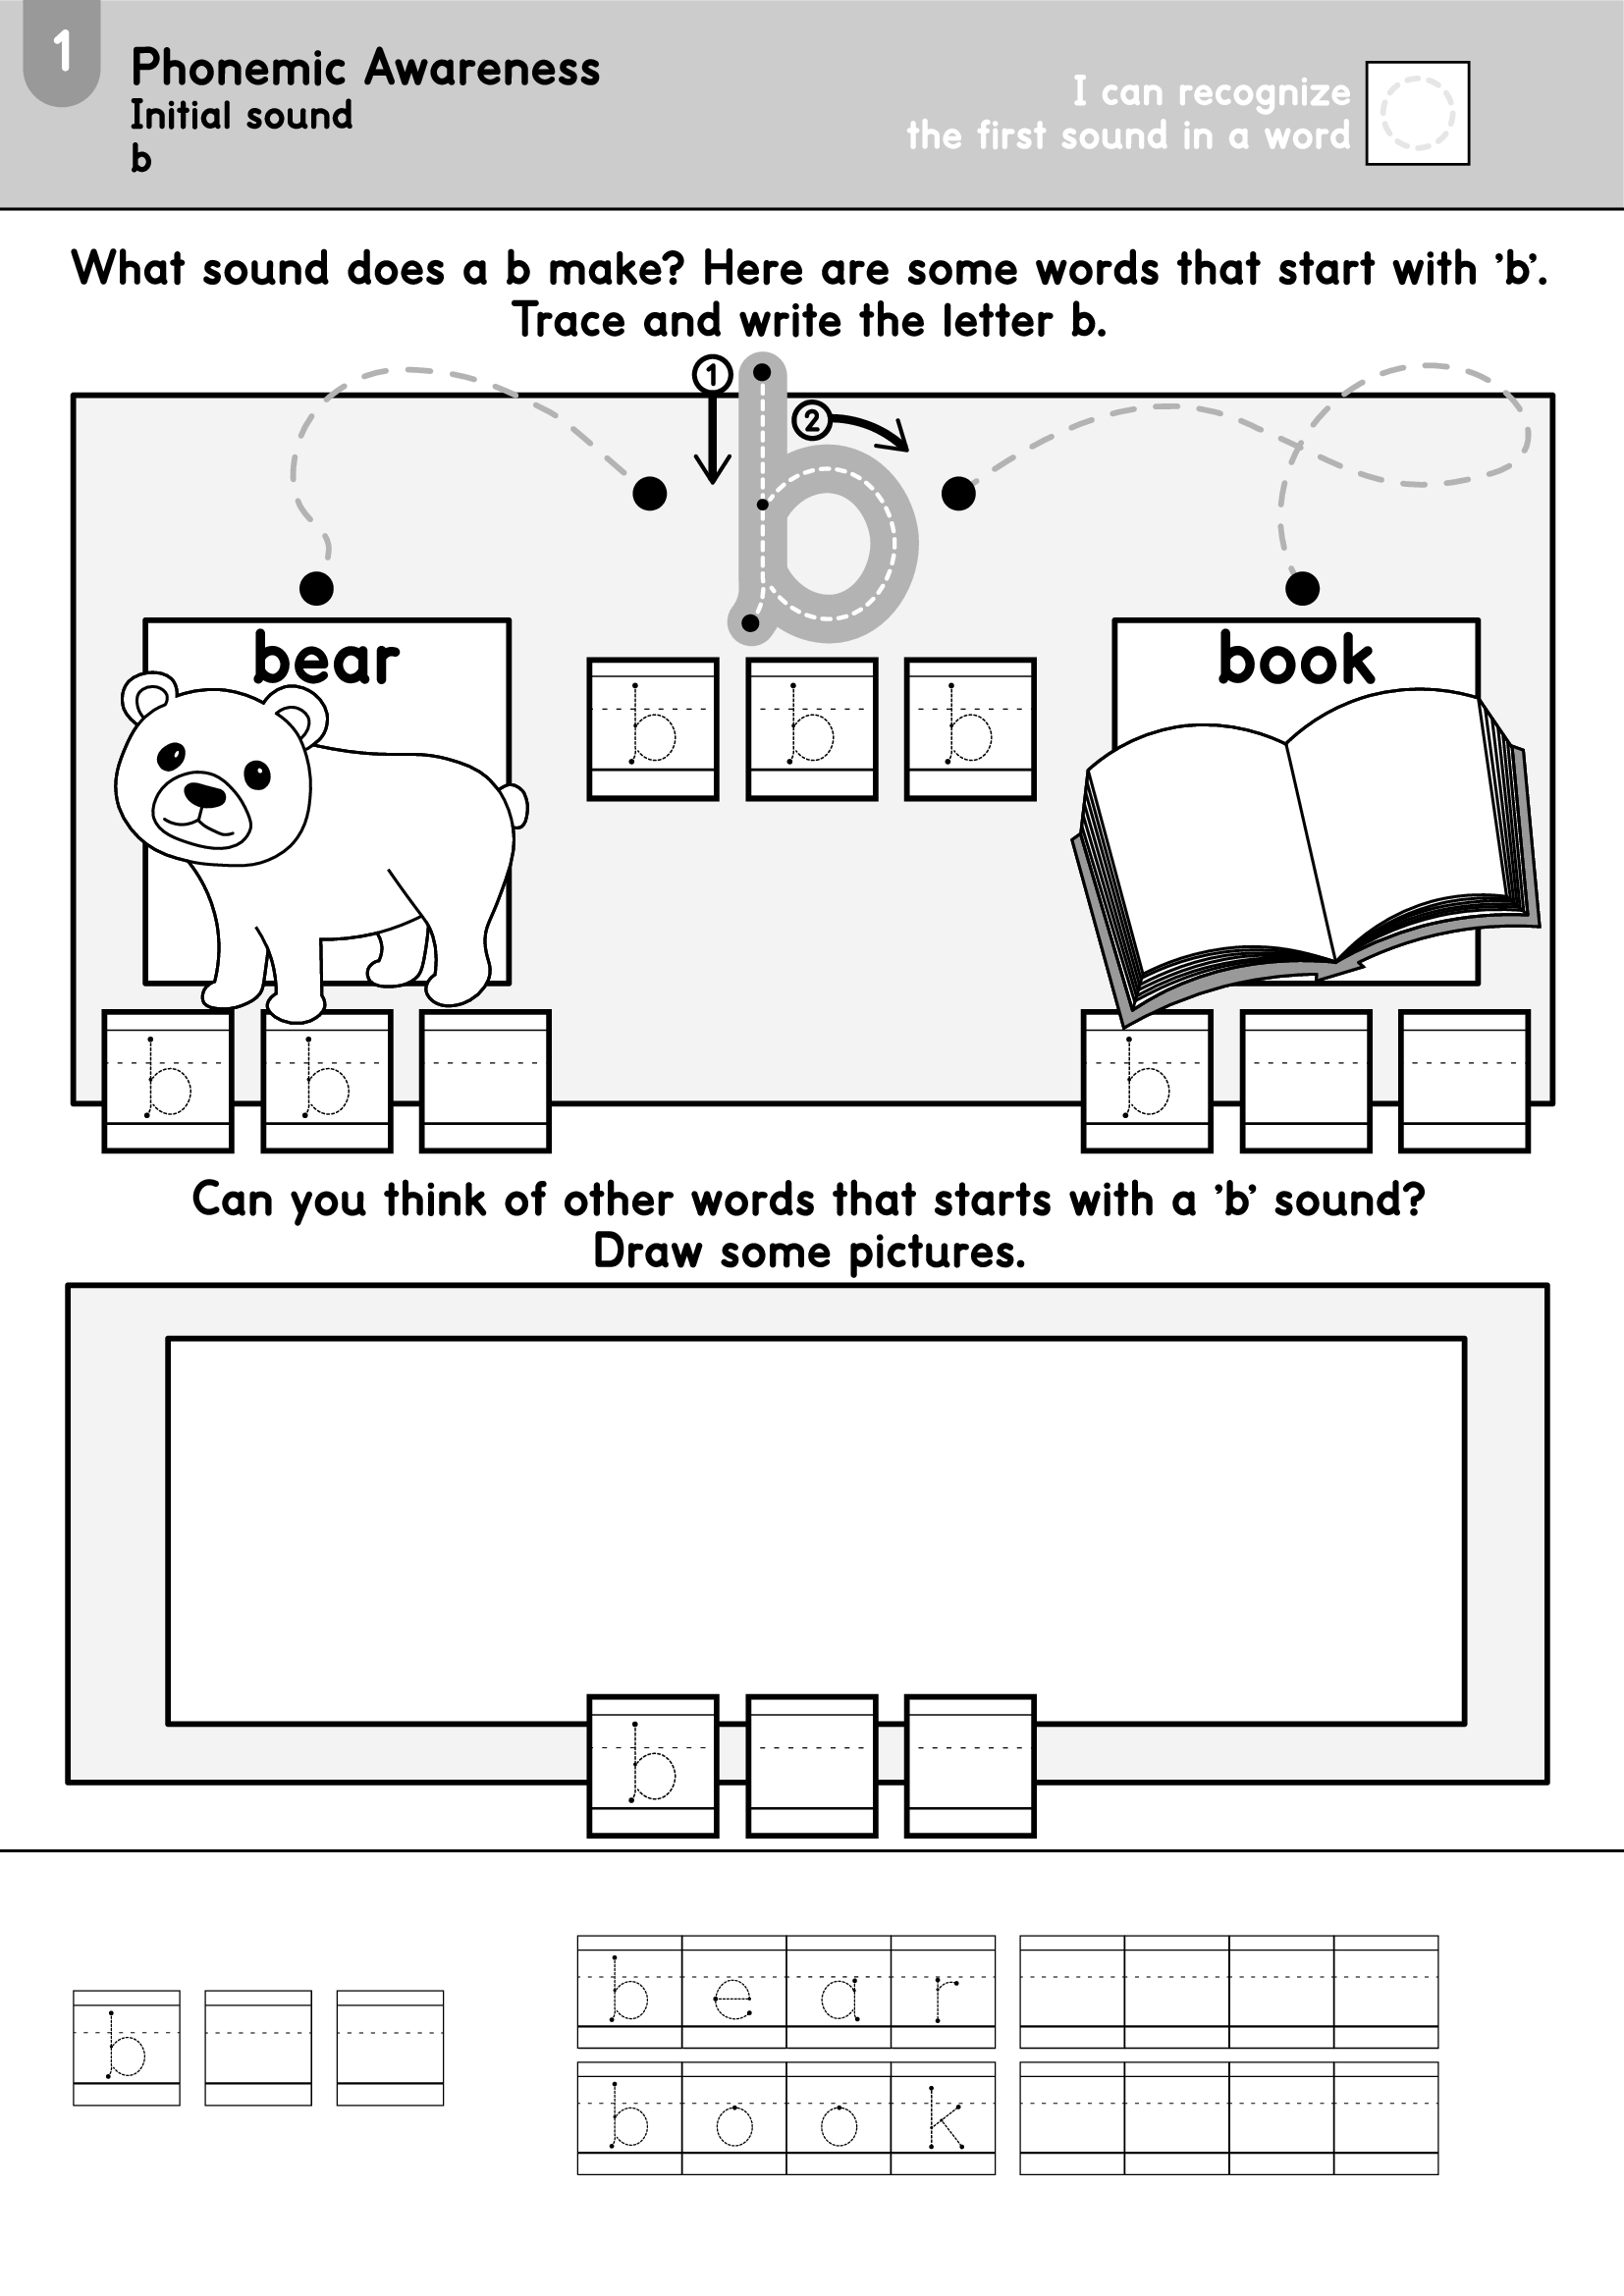 1
Phonemic Awareness
Initial sound
b
I can recognize
the first sound in a word
What sound does a b make? Here are some words that start with 'b'.
Trace and write the letter b.
1
2
b
bear
book
b b b
b b
b
Can you think of other words that starts with a 'b' sound?
Draw some pictures.
b
b
b e a r
b o o k